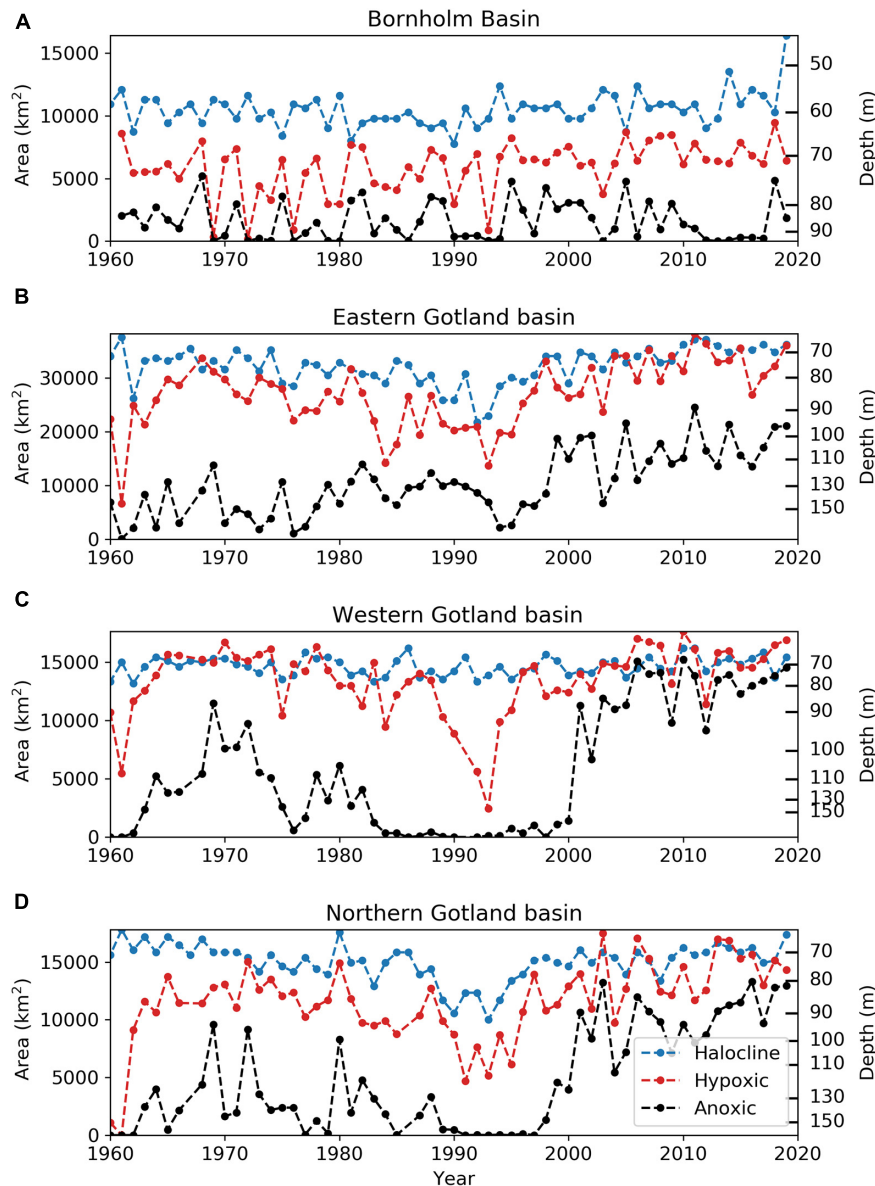 A
Bornholm Basin
15000
10000
5000
0
Area (km²)
50
60
70
80
90
Depth (m)
1960 1970 1980 1990 2000 2010 2020
B
Eastern Gotland basin
30000
20000
10000
0
Area (km²)
70
80
90
100
110
130
150
Depth (m)
1960 1970 1980 1990 2000 2010 2020
C
Western Gotland basin
15000
10000
5000
0
Area (km²)
70
80
90
100
110
130
150
Depth (m)
1960 1970 1980 1990 2000 2010 2020
D
Northern Gotland basin
15000
10000
5000
0
Area (km²)
70
80
90
100
110
130
150
Depth (m)
Halocline
Hypoxic
Anoxic
1960 1970 1980 1990 2000 2010 2020
Year